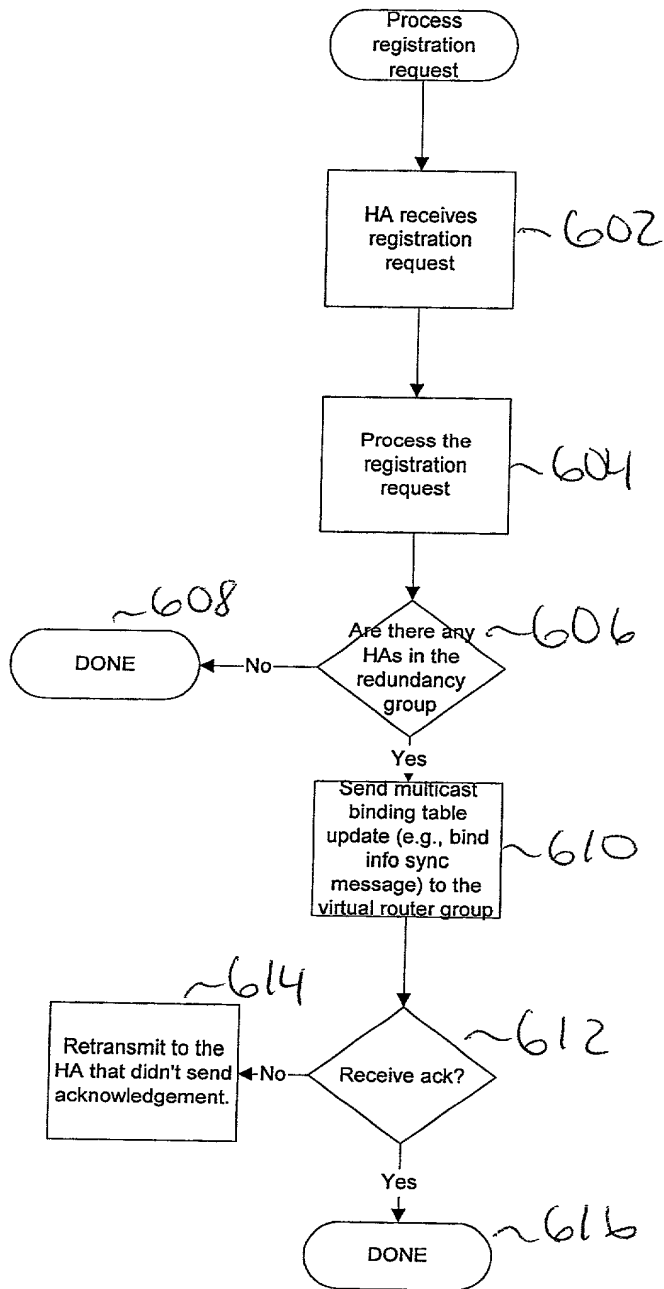 Process
registration
request
HA receives
registration
request
~602
Process the
registration
request
~604
~608
Are there any
HAs in the
redundancy
group
~606
DONE
No
Yes
Send multicast
binding table
update (e.g., bind
info sync
message) to the
virtual router group
~610
~614
Retransmit to the
HA that didn't send
acknowledgement.
No
Receive ack?
~612
Yes
DONE
~616